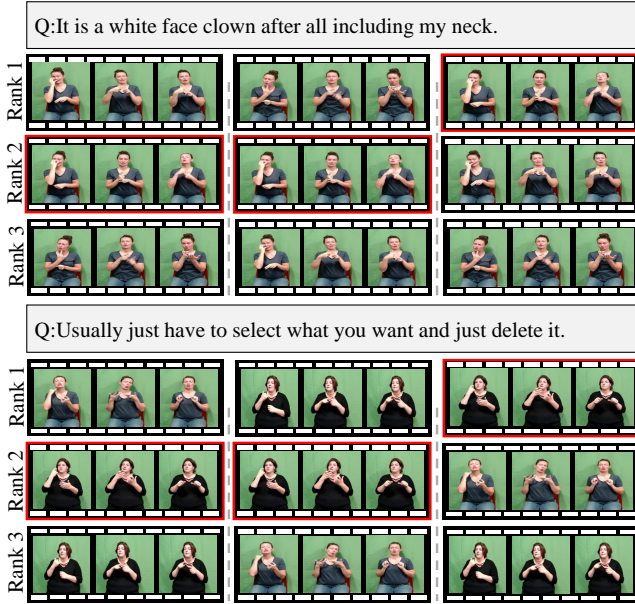 Q:It is a white face clown after all including my neck.
Rank 1
Rank 2
Rank 3
Q:Usually just have to select what you want and just delete it.
Rank 1
Rank 2
Rank 3